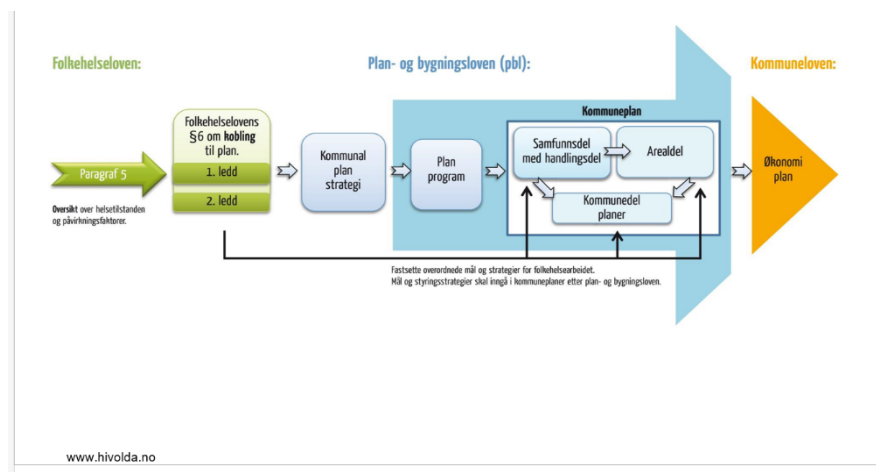 Folkehelseloven:
Plan- og bygningsloven (pbl):
Kommuneloven:
Paragraf 5
Oversikt over helsetilstanden
og påvirkningsfaktorer.
Folkehelselovens
§6 om kobling
til plan.
1. ledd
2. ledd
Kommunal
plan
strategi
Plan
program
Kommuneplan
Samfunnsdel
med handlingsdel
Arealdel
Kommunedel
planer
Økonomi
plan
Fastsette overordnede mål og strategier for folkehelsearbeidet.
Mål og styringsstrategier skal inngå i kommuneplaner etter plan- og bygningsloven.
www.hivolda.no